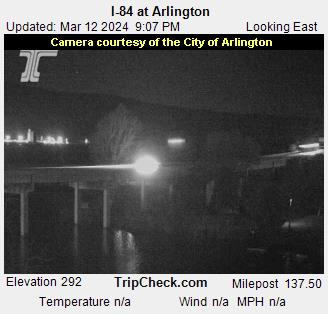 I-84 at Arlington
Updated: Mar 12 2024 9:07 PM Looking East
Camera courtesy of the City of Arlington
Elevation 292 TripCheck.com Milepost 137.50
Temperature n/a Wind n/a MPH n/a